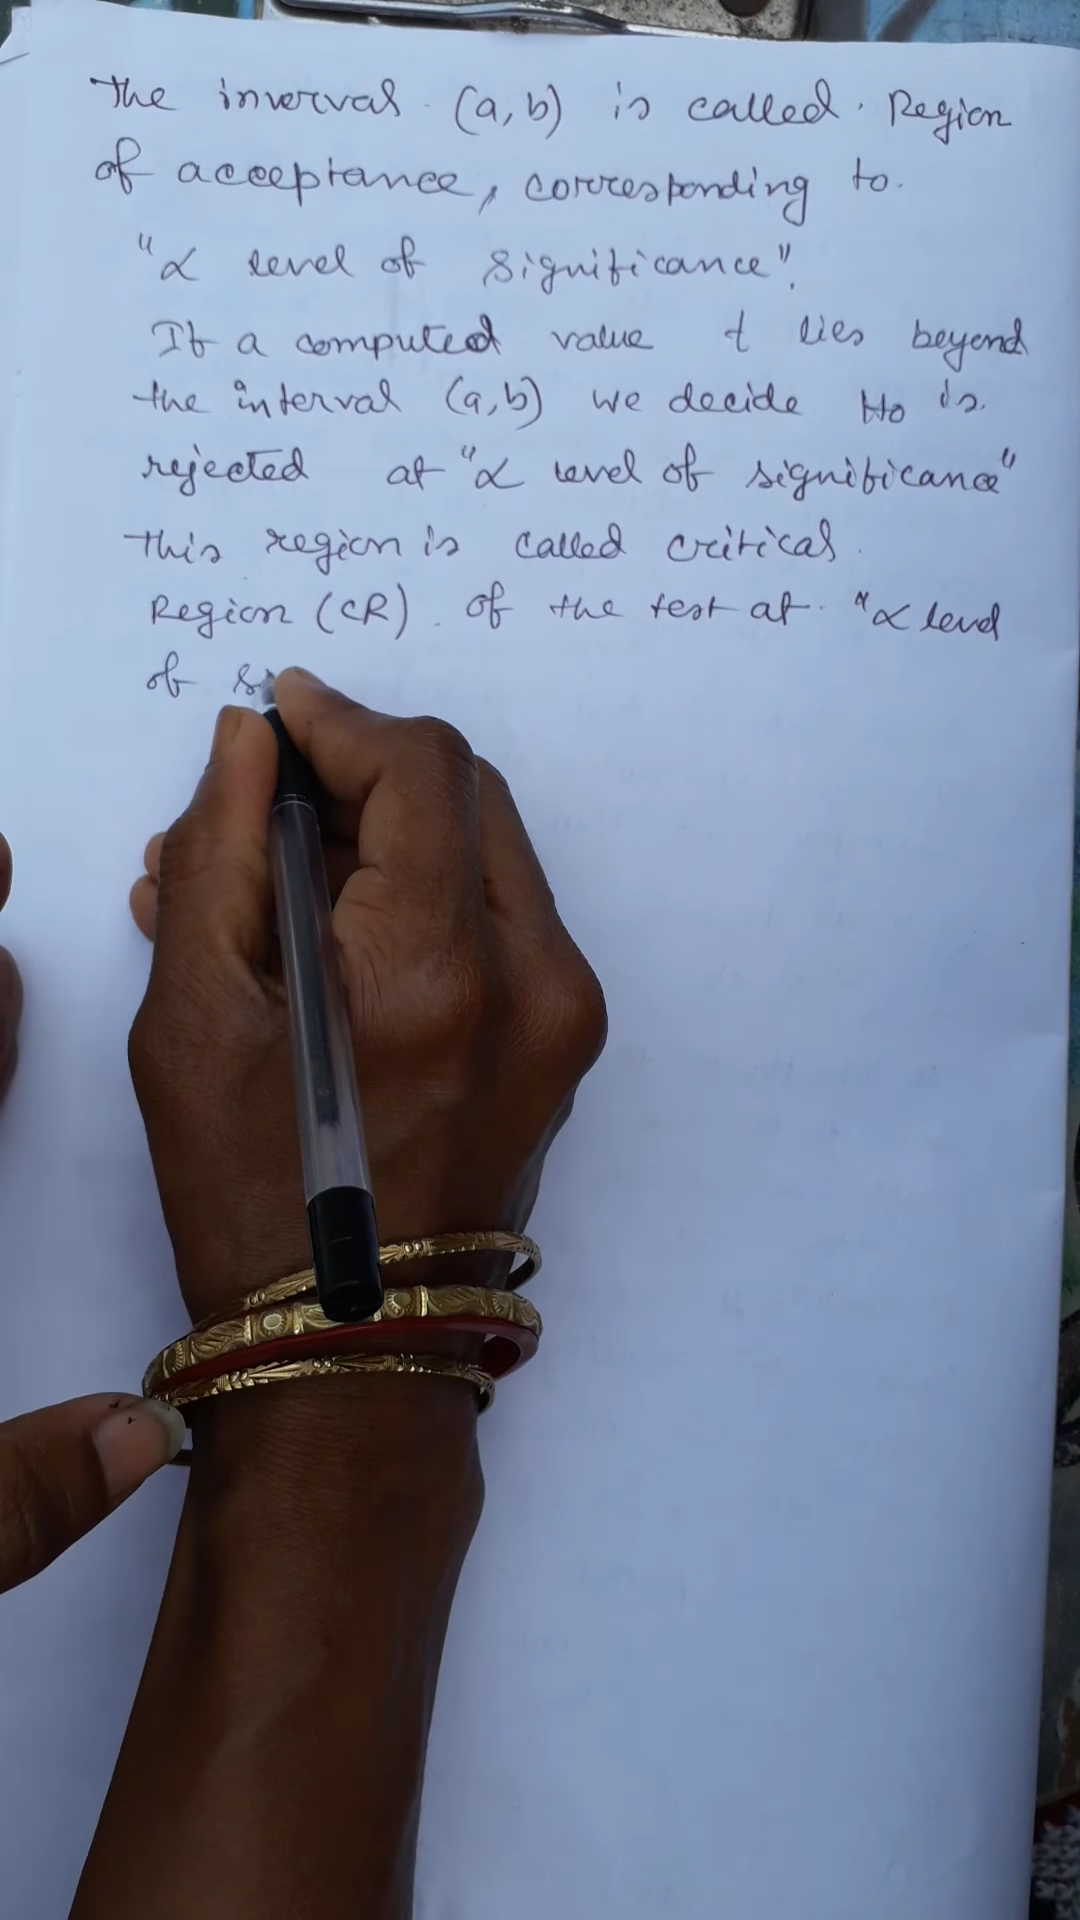 The inverval (a, b) is called. Region
of acceptance, corresponding to.
"α level of significance".
If a computed value t lies beyond
the interval (a, b) we decide Ho is.
rejected at "α level of significance"
this region is called critical.
Region (CR). of the test at. "α level
of s